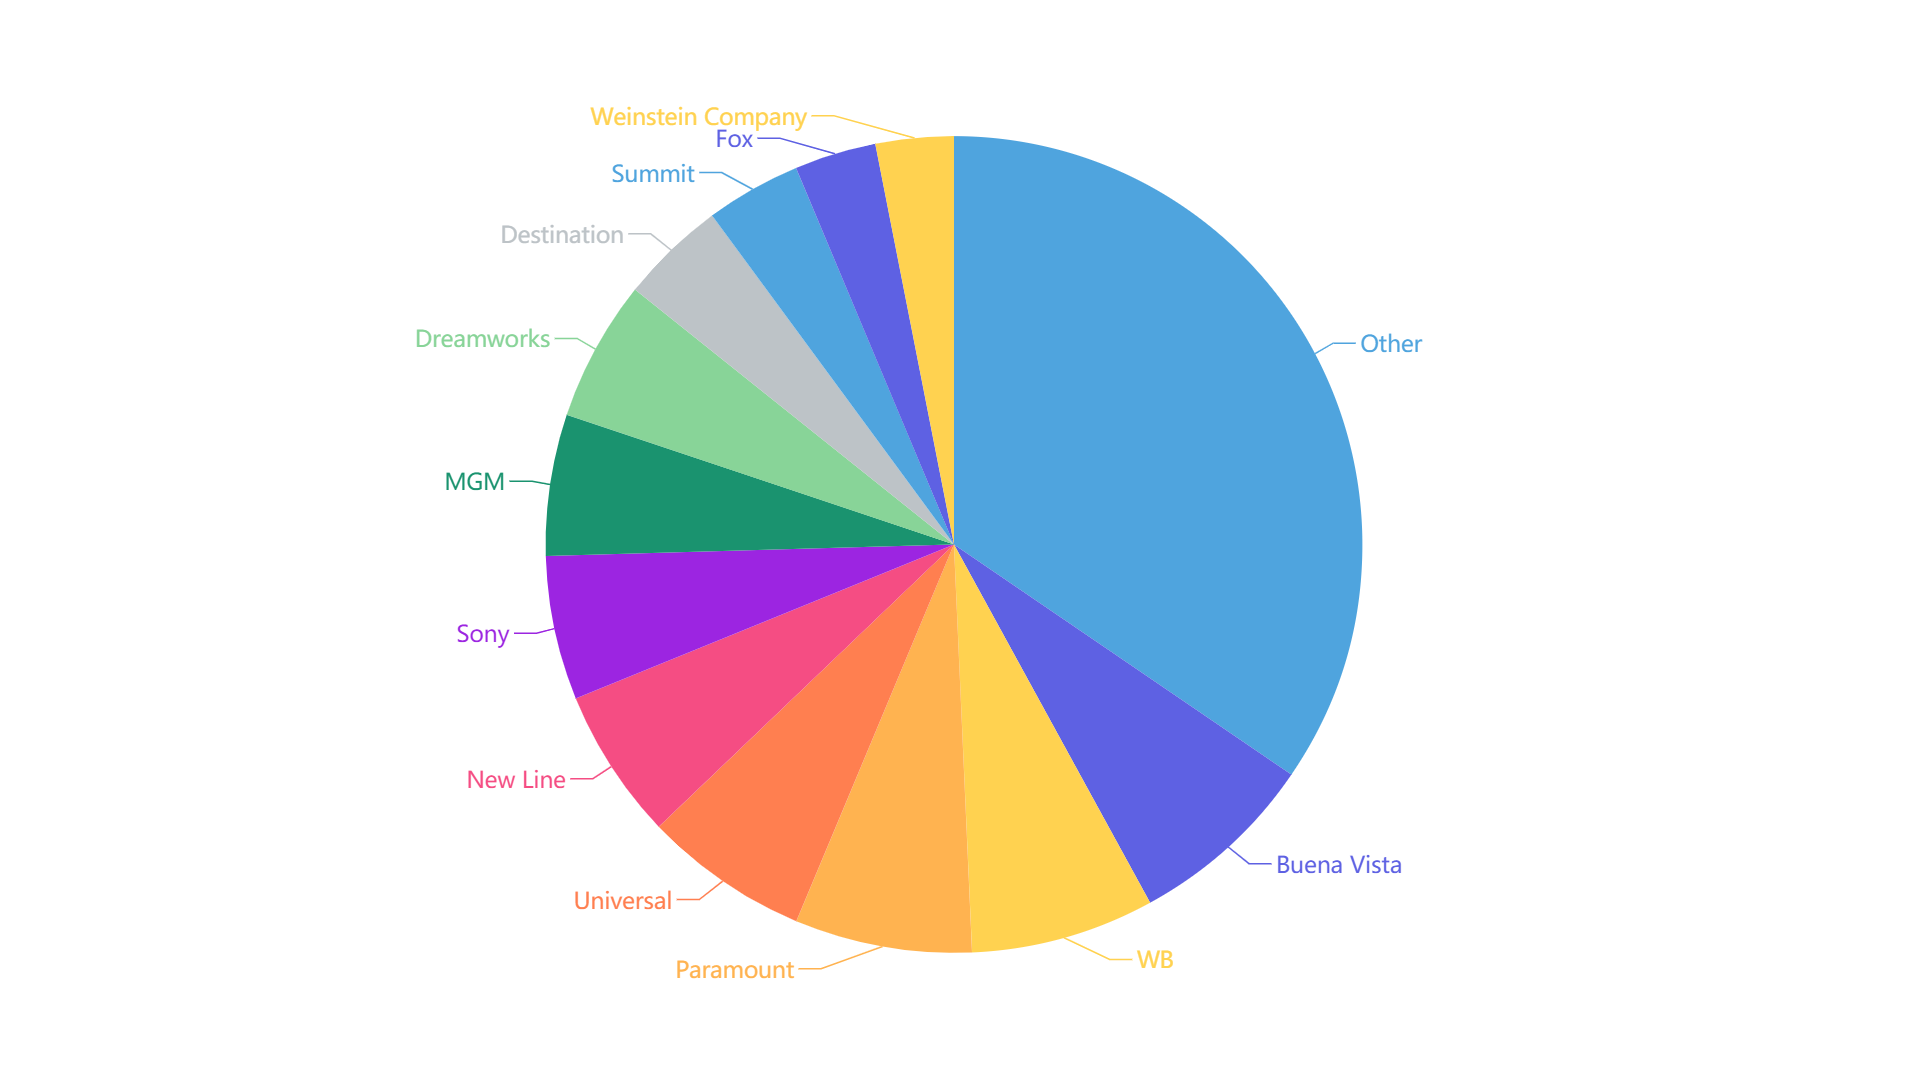 Weinstein Company
Fox
Summit
Destination
Other
Dreamworks
MGM
Sony
New Line
Buena Vista
Universal
WB
Paramount